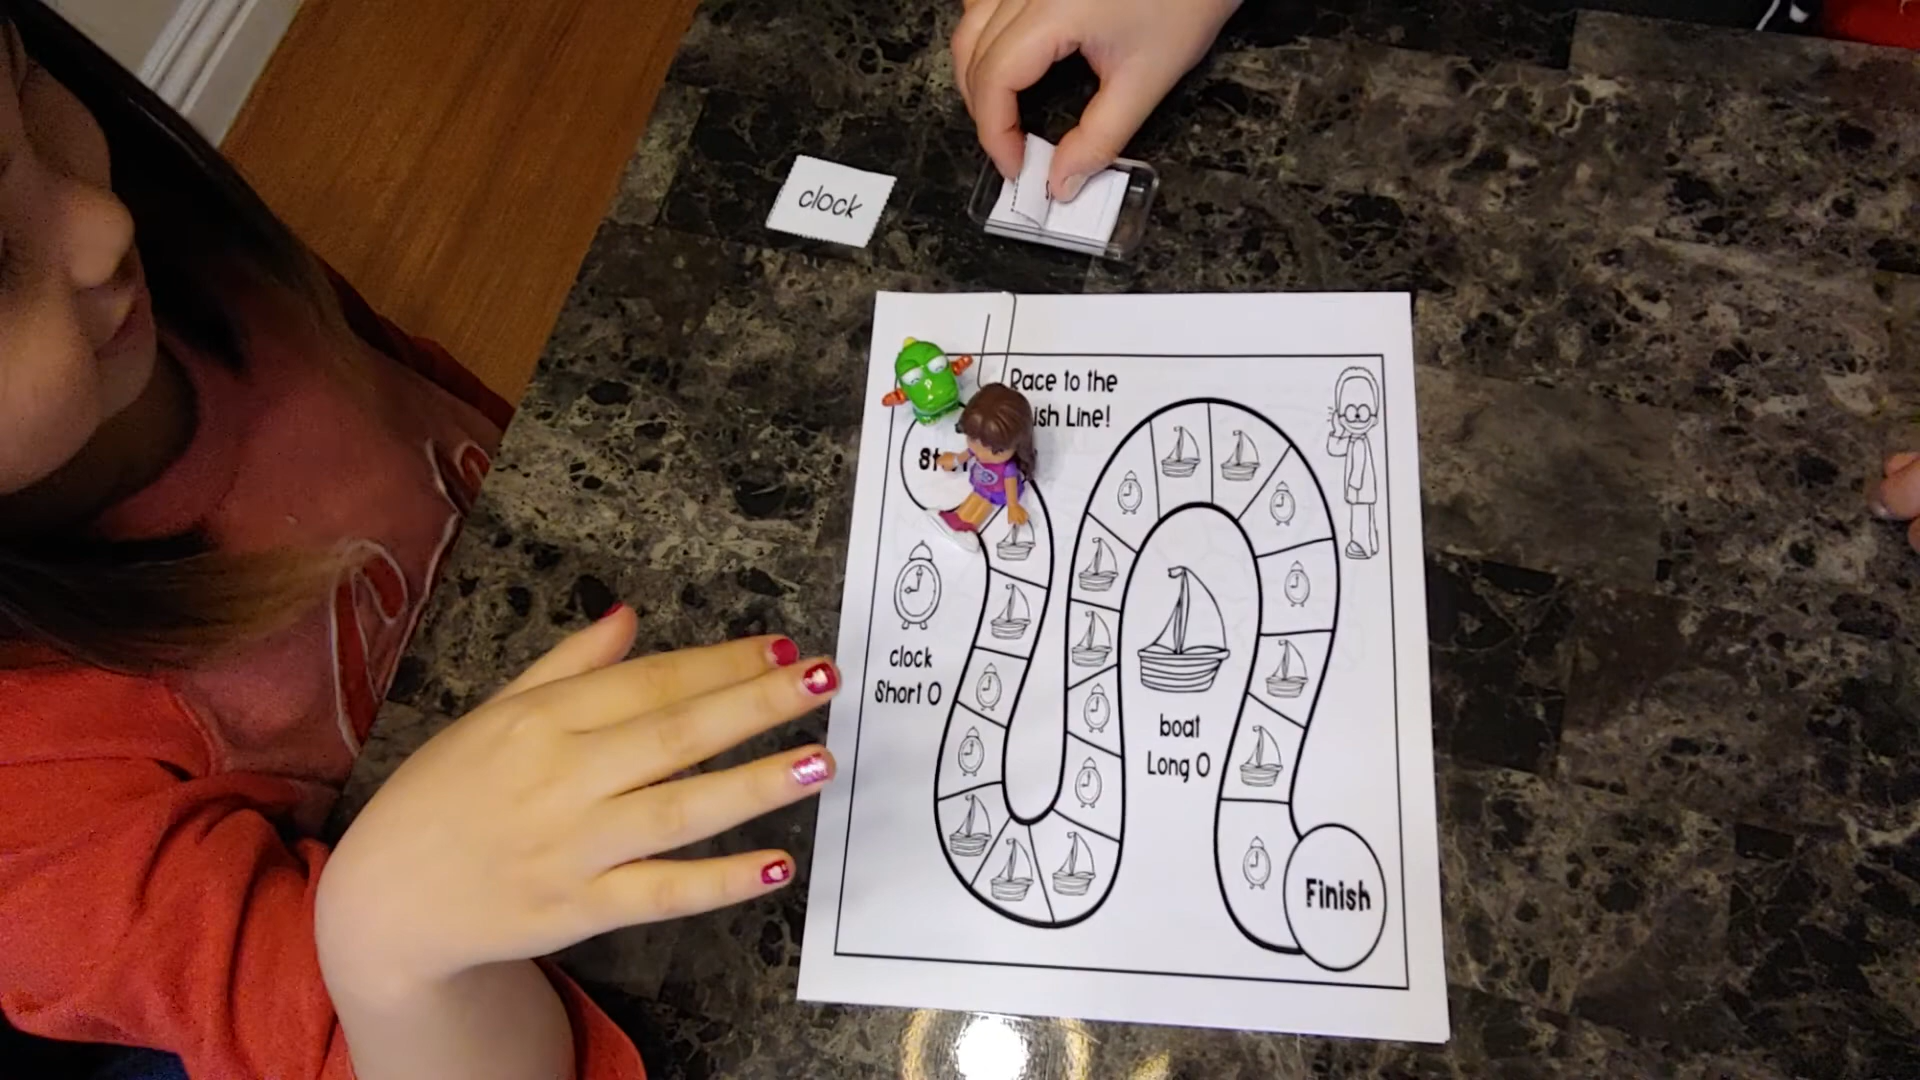 clock
Race to the
ish Line!
St
clock
Short O
boat
Long O
Finish